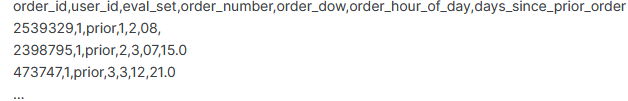 order_id,user_id,eval_set,order_number,order_dow,order_hour_of_day,days_since_prior_order
2539329,1,prior,1,2,08,
2398795,1,prior,2,3,07,15.0
473747,1,prior,3,3,12,21.0
...